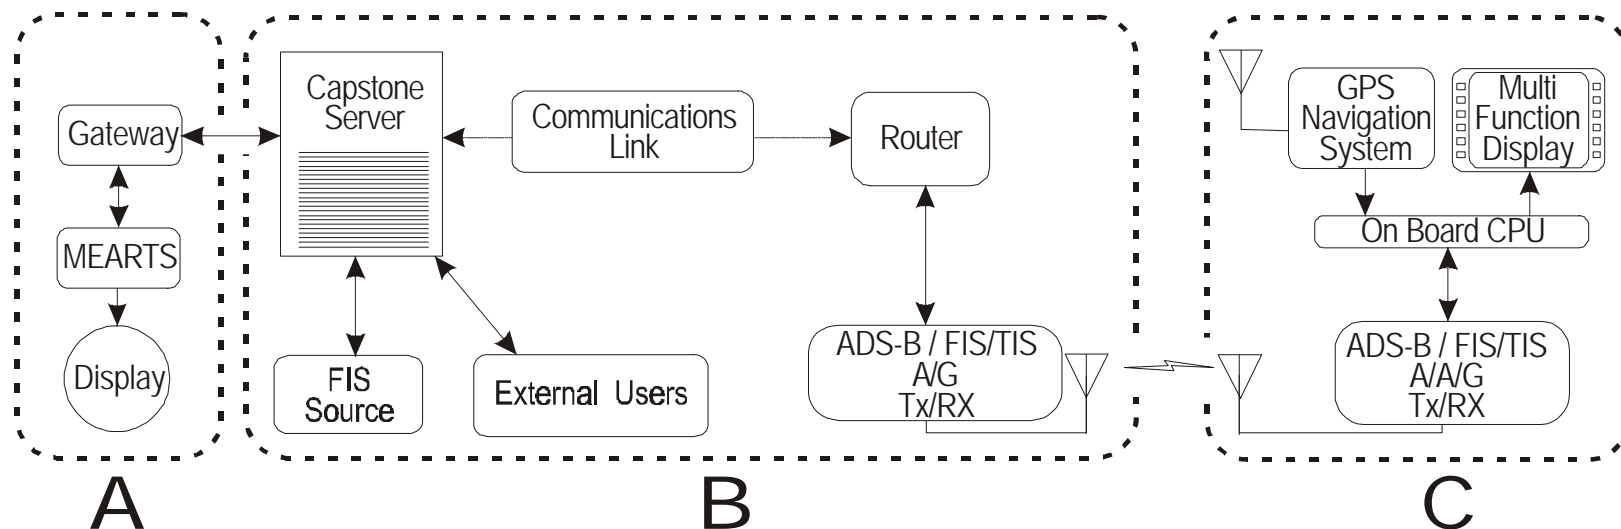 Gateway
MEARTS
Display
A
Capstone
Server
Communications
Link
Router
FIS
Source
External Users
ADS-B / FIS/TIS
A/G
Tx/RX
B
GPS
Navigation
System
Multi
Function
Display
On Board CPU
ADS-B / FIS/TIS
A/A/G
Tx/RX
C